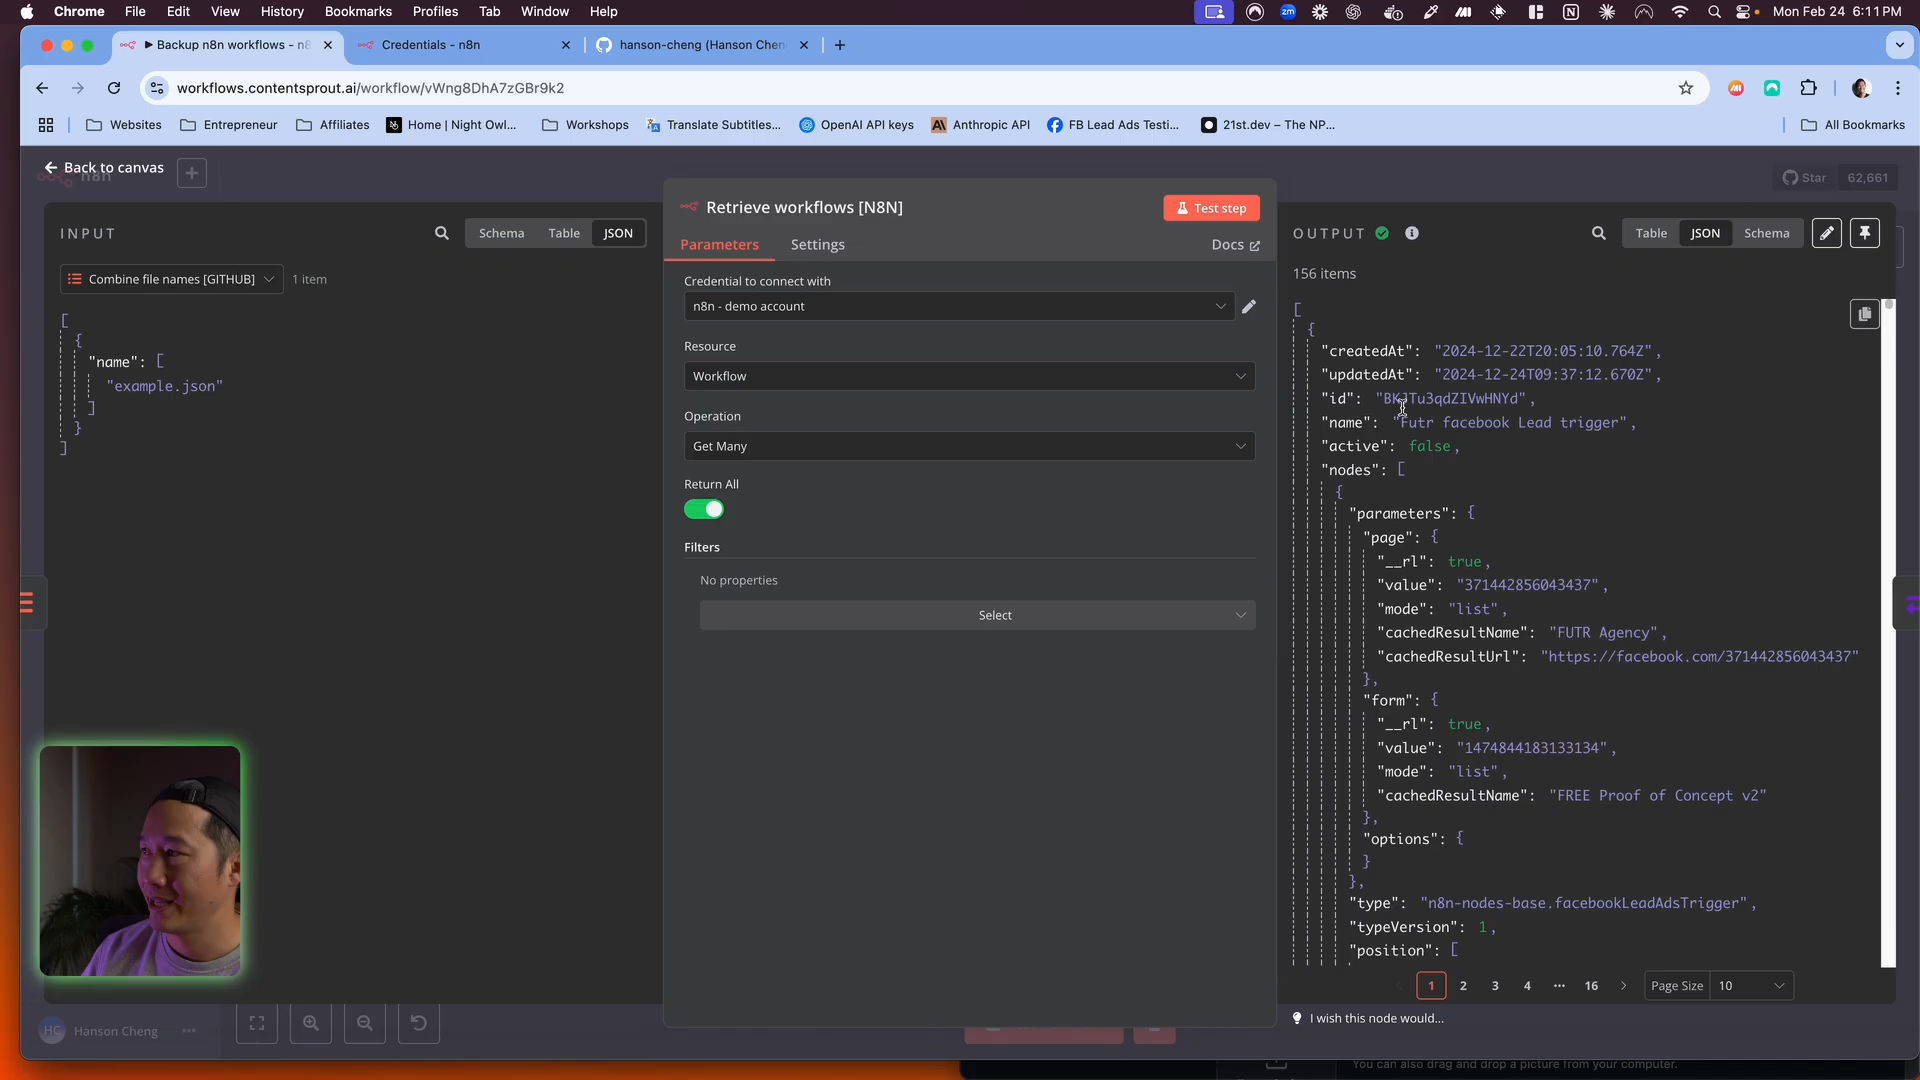 Chrome File Edit View History Bookmarks Profiles Tab Window Help
zm
Mon Feb 24 6:11 PM
Backup n8n workflows - n8
Credentials - n8n
hanson-cheng (Hanson Chen
workflows.contentsprout.ai/workflow/vWng8DhA7zGBr9k2
Websites
Entrepreneur
Affiliates
Home | Night Owl...
Workshops
Translate Subtitles...
OpenAI API keys
Anthropic API
FB Lead Ads Testi...
21st.dev – The NP...
All Bookmarks
Back to canvas
n8n
Star 62,661
INPUT
Schema Table JSON
Combine file names [GITHUB]
1 item
[
{
"name": [
"example.json"
]
}
]
Retrieve workflows [N8N]
Test step
Parameters Settings
Docs
Credential to connect with
n8n - demo account
Resource
Workflow
Operation
Get Many
Return All
Filters
No properties
Select
OUTPUT
Table JSON Schema
156 items
[
{
"createdAt": "2024-12-22T20:05:10.764Z",
"updatedAt": "2024-12-24T09:37:12.670Z",
"id": "BKJTu3qdZIVwHNYd",
"name": "Futr facebook Lead trigger",
"active": false,
"nodes": [
{
"parameters": {
"page": {
"__rl": true,
"value": "371442856043437",
"mode": "list",
"cachedResultName": "FUTR Agency",
"cachedResultUrl": "https://facebook.com/371442856043437"
},
"form": {
"__rl": true,
"value": "1474844183133134",
"mode": "list",
"cachedResultName": "FREE Proof of Concept v2"
},
"options": {
}
},
"type": "n8n-nodes-base.facebookLeadAdsTrigger",
"typeVersion": 1,
"position": [
1 2 3 4 ... 16
Page Size 10
I wish this node would...
HC Hanson Cheng
You can also drag and drop a picture from your computer.